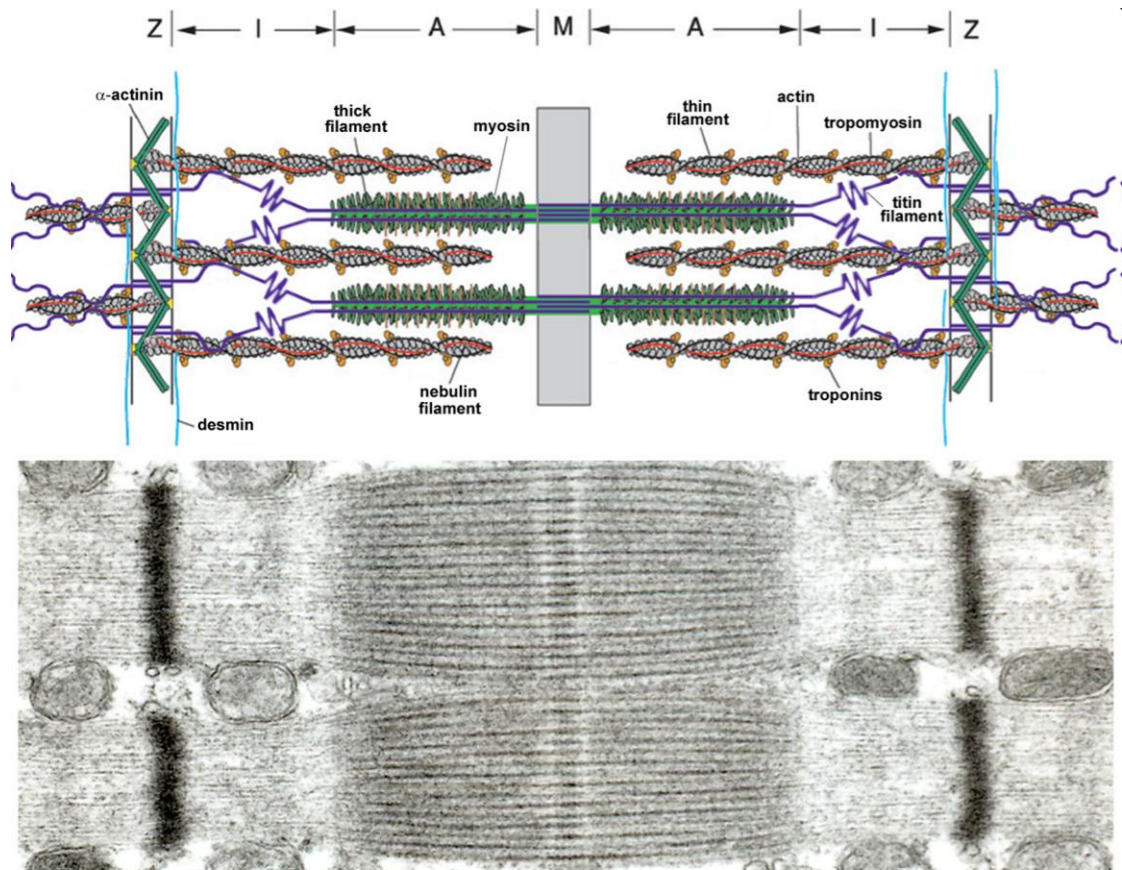 Z I A M A I Z
α-actinin
thick
filament
myosin
thin
filament
actin
tropomyosin
titin
filament
nebulin
filament
troponins
desmin